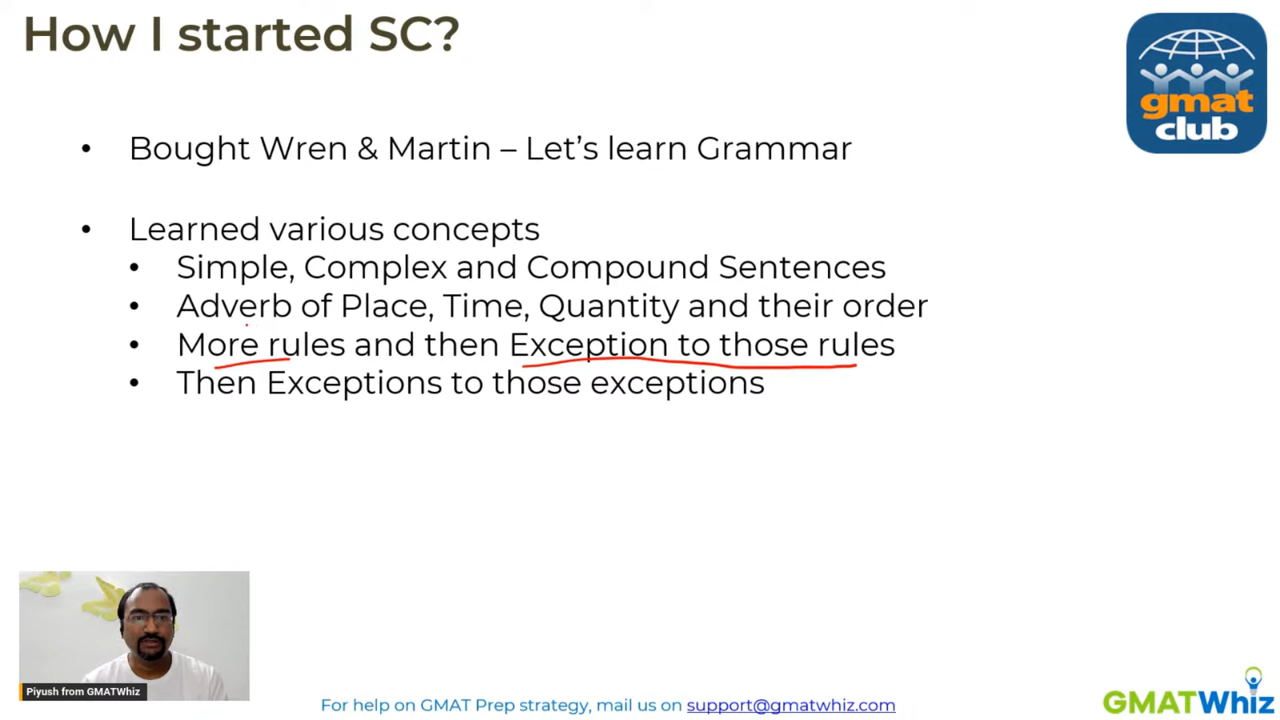 How I started SC?
gmat
club
• Bought Wren & Martin – Let's learn Grammar
• Learned various concepts
• Simple, Complex and Compound Sentences
• Adverb of Place, Time, Quantity and their order
• More rules and then Exception to those rules
• Then Exceptions to those exceptions
Piyush from GMATWhiz
For help on GMAT Prep strategy, mail us on support@gmatwhiz.com
GMATWhiz